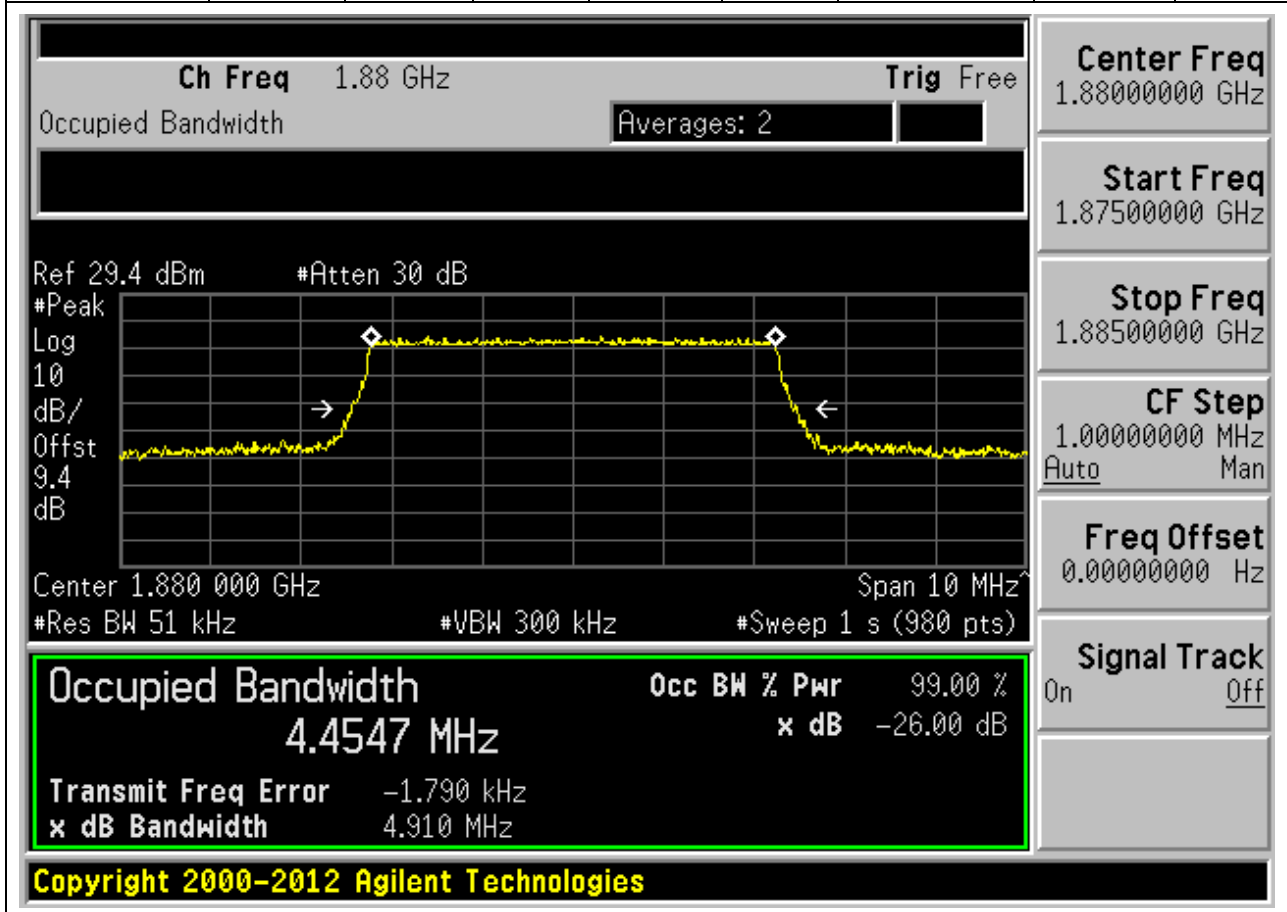 Ch Freq 1.88 GHz Trig Free
Occupied Bandwidth Averages: 2
Ref 29.4 dBm #Atten 30 dB
#Peak
Log
10
dB/
Offst
9.4
dB
Center 1.880 000 GHz Span 10 MHz^
#Res BW 51 kHz #VBW 300 kHz #Sweep 1 s (980 pts)
Occupied Bandwidth Occ BW % Pwr 99.00 %
4.4547 MHz x dB -26.00 dB
Transmit Freq Error -1.790 kHz
x dB Bandwidth 4.910 MHz
Copyright 2000-2012 Agilent Technologies
Center Freq
1.88000000 GHz
Start Freq
1.87500000 GHz
Stop Freq
1.88500000 GHz
CF Step
1.00000000 MHz
Auto Man
Freq Offset
0.00000000 Hz
Signal Track
On Off